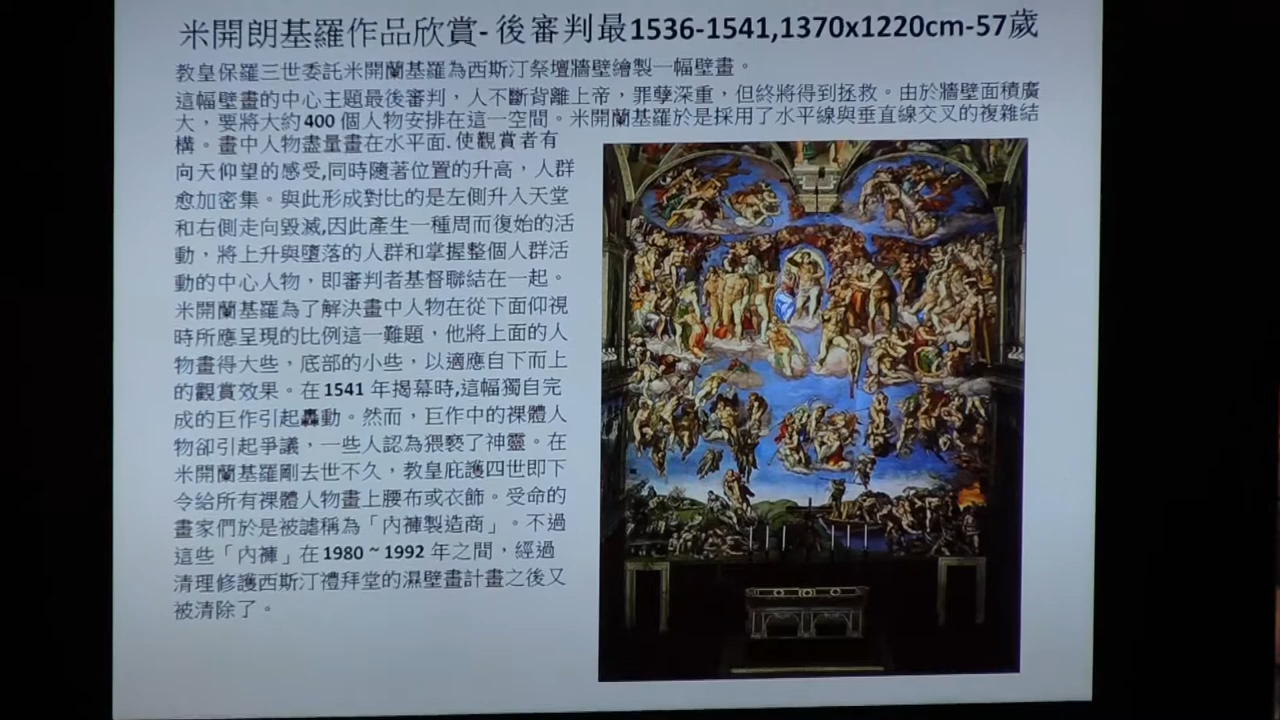 米開朗基羅作品欣賞- 後審判最1536-1541,1370x1220cm-57歲
教皇保羅三世委託米開蘭基羅為西斯汀祭壇牆壁繪製一幅壁畫。
這幅壁畫的中心主題最後審判，人不斷背離上帝，罪孽深重，但終將得到拯救。由於牆壁面積廣
大，要將大約 400 個人物安排在這一空間。米開蘭基羅於是採用了水平線與垂直線交叉的複雜結
構。畫中人物盡量畫在水平面. 使觀賞者有
向天仰望的感受,同時隨著位置的升高，人群
愈加密集。與此形成對比的是左側升入天堂
和右側走向毀滅,因此產生一種周而復始的活
動，將上升與墮落的人群和掌握整個人群活
動的中心人物，即審判者基督聯結在一起。
米開蘭基羅為了解決畫中人物在從下面仰視
時所應呈現的比例這一難題，他將上面的人
物畫得大些，底部的小些，以適應自下而上
的觀賞效果。在 1541 年揭幕時,這幅獨自完
成的巨作引起轟動。然而，巨作中的裸體人
物卻引起爭議，一些人認為猥褻了神靈。在
米開蘭基羅剛去世不久，教皇庇護四世即下
令給所有裸體人物畫上腰布或衣飾。受命的
畫家們於是被謔稱為「內褲製造商」。不過
這些「內褲」在 1980 ~ 1992 年之間，經過
清理修護西斯汀禮拜堂的濕壁畫計畫之後又
被清除了。